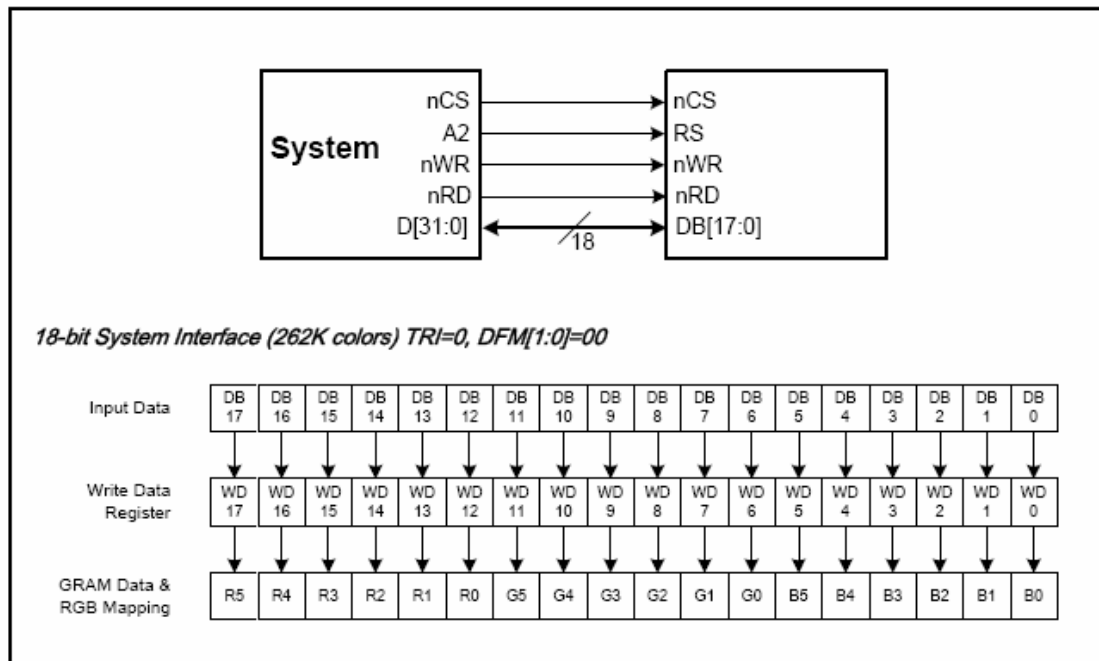 nCS nCS
A2 RS
System
nWR nWR
nRD nRD
D[31:0] DB[17:0]
18
18-bit System Interface (262K colors) TRI=0, DFM[1:0]=00
Input Data
DB 17 DB 16 DB 15 DB 14 DB 13 DB 12 DB 11 DB 10 DB 9 DB 8 DB 7 DB 6 DB 5 DB 4 DB 3 DB 2 DB 1 DB 0
Write Data
Register
WD 17 WD 16 WD 15 WD 14 WD 13 WD 12 WD 11 WD 10 WD 9 WD 8 WD 7 WD 6 WD 5 WD 4 WD 3 WD 2 WD 1 WD 0
GRAM Data &
RGB Mapping
R5 R4 R3 R2 R1 R0 G5 G4 G3 G2 G1 G0 B5 B4 B3 B2 B1 B0